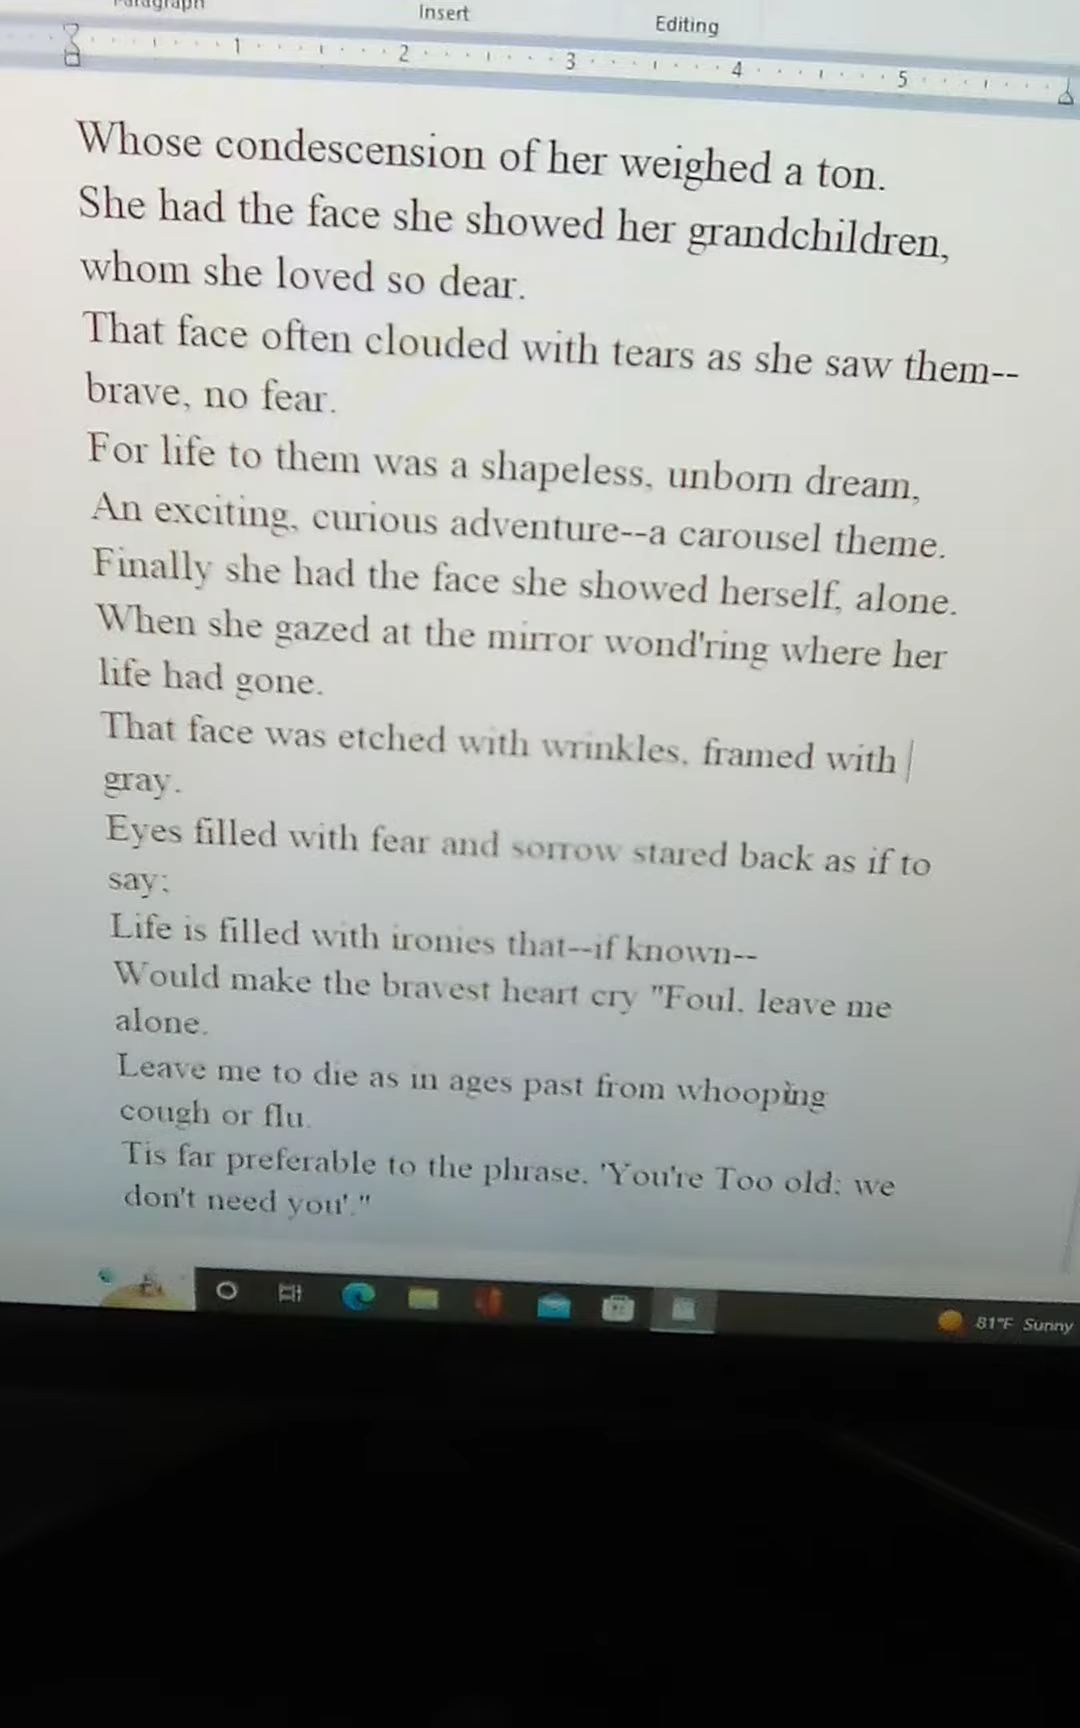 Paragraph
Insert
Editing
1 2 3 4 5
Whose condescension of her weighed a ton.
She had the face she showed her grandchildren,
whom she loved so dear.
That face often clouded with tears as she saw them--
brave, no fear.
For life to them was a shapeless, unborn dream,
An exciting, curious adventure--a carousel theme.
Finally she had the face she showed herself, alone.
When she gazed at the mirror wond'ring where her
life had gone.
That face was etched with wrinkles, framed with
gray.
Eyes filled with fear and sorrow stared back as if to
say:
Life is filled with ironies that--if known--
Would make the bravest heart cry "Foul, leave me
alone.
Leave me to die as in ages past from whooping
cough or flu.
Tis far preferable to the phrase, 'You're Too old; we
don't need you'."
81°F Sunny